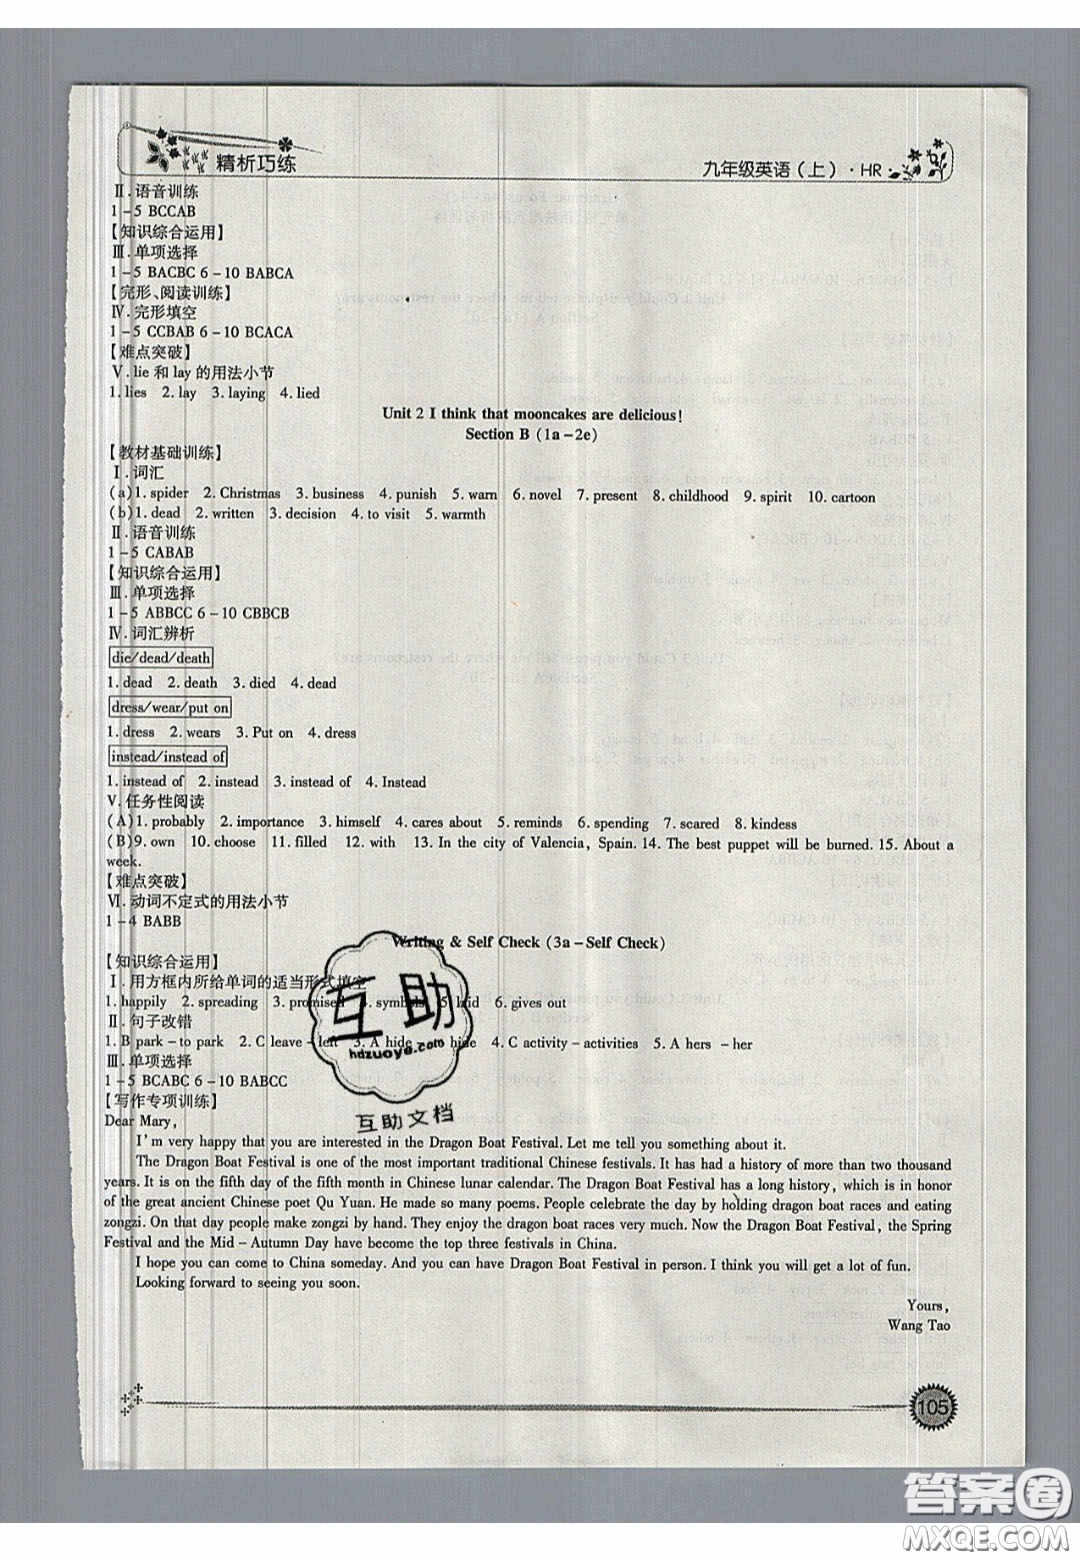 精析巧练
九年级英语(上)·HR
Ⅱ.语音训练
1-5 BCCAB
【知识综合运用】
Ⅲ.单项选择
1-5 BACBC 6-10 BABCA
【完形、阅读训练】
Ⅳ.完形填空
1-5 CCBAB 6-10 BCACA
【难点突破】
Ⅴ.lie 和 lay 的用法小节
1. lies 2. lay 3. laying 4. lied
Unit 2 I think that mooncakes are delicious!
Section B (1a-2e)
【教材基础训练】
Ⅰ.词汇
(a)1. spider 2. Christmas 3. business 4. punish 5. warn 6. novel 7. present 8. childhood 9. spirit 10. cartoon
(b)1. dead 2. written 3. decision 4. to visit 5. warmth
Ⅱ.语音训练
1-5 CABAB
【知识综合运用】
Ⅲ.单项选择
1-5 ABBCC 6-10 CBBCB
Ⅳ.词汇辨析
die/dead/death
1. dead 2. death 3. died 4. dead
dress/wear/put on
1. dress 2. wears 3. Put on 4. dress
instead/instead of
1. instead of 2. instead 3. instead of 4. Instead
Ⅴ.任务性阅读
(A)1. probably 2. importance 3. himself 4. cares about 5. reminds 6. spending 7. scared 8. kindess
(B)9. own 10. choose 11. filled 12. with 13. In the city of Valencia, Spain. 14. The best puppet will be burned. 15. About a
week.
【难点突破】
Ⅵ.动词不定式的用法小节
1-4 BABB
Writing & Self Check (3a-Self Check)
【知识综合运用】
Ⅰ.用方框内所给单词的适当形式填空
1. happily 2. spreading 3. promised 4. symbols 5. laid 6. gives out
Ⅱ.句子改错
1. B park-to park 2. C leave-left 3. A hide hide 4. C activity-activities 5. A hers-her
Ⅲ.单项选择
1-5 BCABC 6-10 BABCC
【写作专项训练】
Dear Mary,
I'm very happy that you are interested in the Dragon Boat Festival. Let me tell you something about it.
The Dragon Boat Festival is one of the most important traditional Chinese festivals. It has had a history of more than two thousand
years. It is on the fifth day of the fifth month in Chinese lunar calendar. The Dragon Boat Festival has a long history, which is in honor
of the great ancient Chinese poet Qu Yuan. He made so many poems. People celebrate the day by holding dragon boat races and eating
zongzi. On that day people make zongzi by hand. They enjoy the dragon boat races very much. Now the Dragon Boat Festival, the Spring
Festival and the Mid-Autumn Day have become the top three festivals in China.
I hope you can come to China someday. And you can have Dragon Boat Festival in person. I think you will get a lot of fun.
Looking forward to seeing you soon.
Yours,
Wang Tao
105
互助
hdzuoye.com
互助文档
答案圈
MXQE.COM